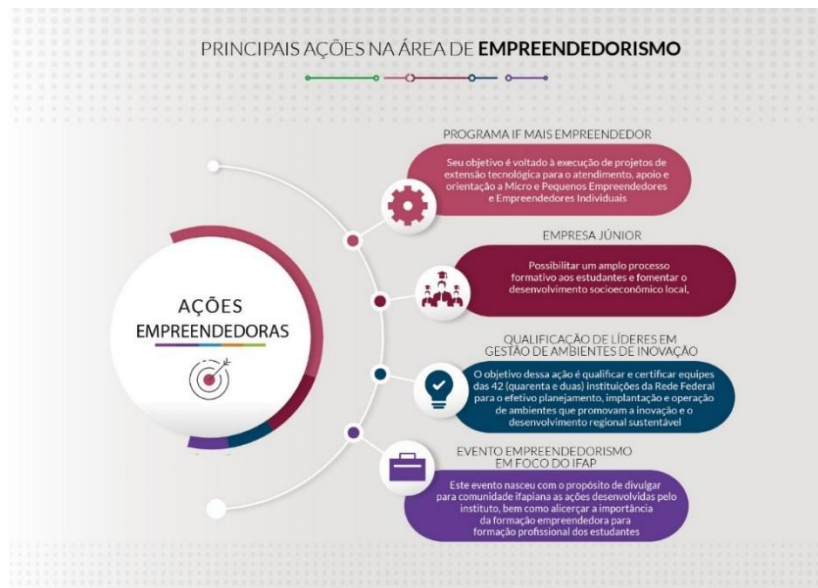 PRINCIPAIS AÇÕES NA ÁREA DE EMPREENDEDORISMO
AÇÕES
EMPREENDEDORAS
PROGRAMA IF MAIS EMPREENDEDOR
Seu objetivo é voltado à execução de projetos de
extensão tecnológica para o atendimento, apoio e
orientação a Micro e Pequenos Empreendedores
e Empreendedores Individuais
EMPRESA JÚNIOR
Possibilitar um amplo processo
formativo aos estudantes e fomentar o
desenvolvimento socioeconômico local,
QUALIFICAÇÃO DE LÍDERES EM
GESTÃO DE AMBIENTES DE INOVAÇÃO
O objetivo dessa ação é qualificar e certificar equipes
das 42 (quarenta e duas) instituições da Rede Federal
para o efetivo planejamento, implantação e operação
de ambientes que promovam a inovação e o
desenvolvimento regional sustentável
EVENTO EMPREENDEDORISMO
EM FOCO DO IFAP
Este evento nasceu com o propósito de divulgar
para comunidade ifapiana as ações desenvolvidas pelo
instituto, bem como alicerçar a importância
da formação empreendedora para
formação profissional dos estudantes